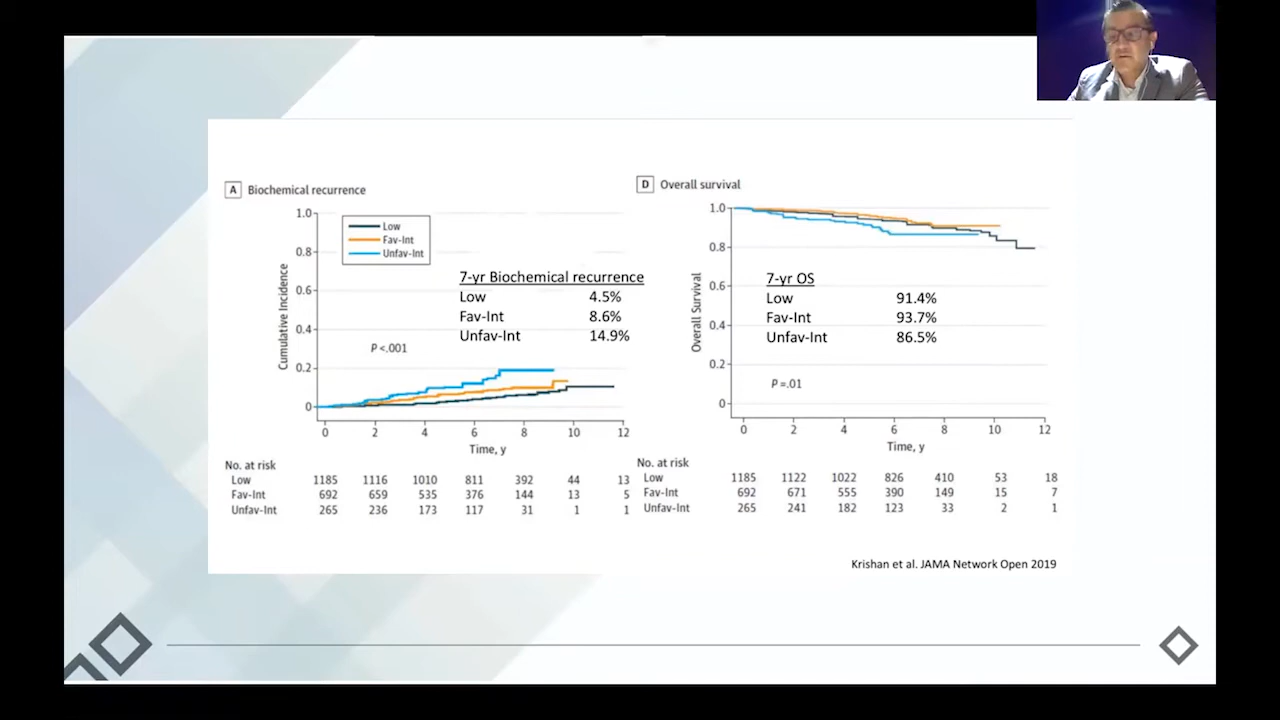 A Biochemical recurrence
1.0
0.8
0.6
0.4
0.2
0
Cumulative Incidence
Low
Fav-Int
Unfav-Int
7-yr Biochemical recurrence
Low 4.5%
Fav-Int 8.6%
Unfav-Int 14.9%
P <.001
0 2 4 6 8 10 12
Time, y
No. at risk
Low 1185 1116 1010 811 392 44 13
Fav-Int 692 659 535 376 144 13 5
Unfav-Int 265 236 173 117 31 1 1
D Overall survival
1.0
0.8
0.6
0.4
0.2
0
Overall Survival
7-yr OS
Low 91.4%
Fav-Int 93.7%
Unfav-Int 86.5%
P =.01
0 2 4 6 8 10 12
Time, y
No. at risk
Low 1185 1122 1022 826 410 53 18
Fav-Int 692 671 555 390 149 15 7
Unfav-Int 265 241 182 123 33 2 1
Krishan et al. JAMA Network Open 2019